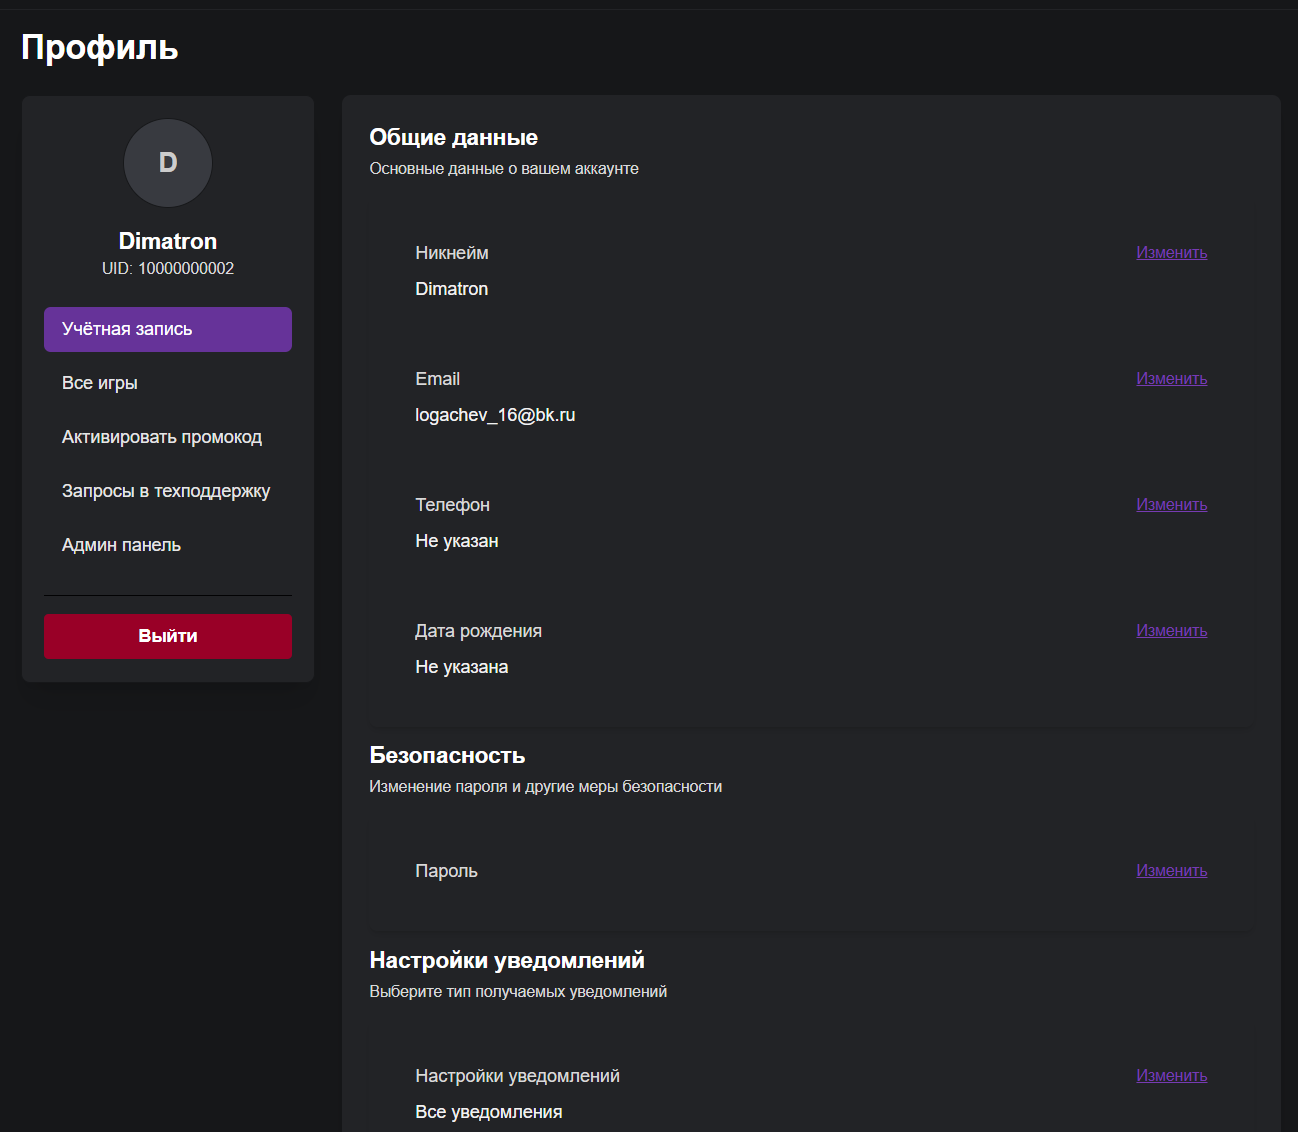 Профиль
D
Dimatron
UID: 10000000002
Учётная запись
Все игры
Активировать промокод
Запросы в техподдержку
Админ панель
Выйти
Общие данные
Основные данные о вашем аккаунте
Никнейм
Изменить
Dimatron
Email
Изменить
logachev_16@bk.ru
Телефон
Изменить
Не указан
Дата рождения
Изменить
Не указана
Безопасность
Изменение пароля и другие меры безопасности
Пароль
Изменить
Настройки уведомлений
Выберите тип получаемых уведомлений
Настройки уведомлений
Изменить
Все уведомления